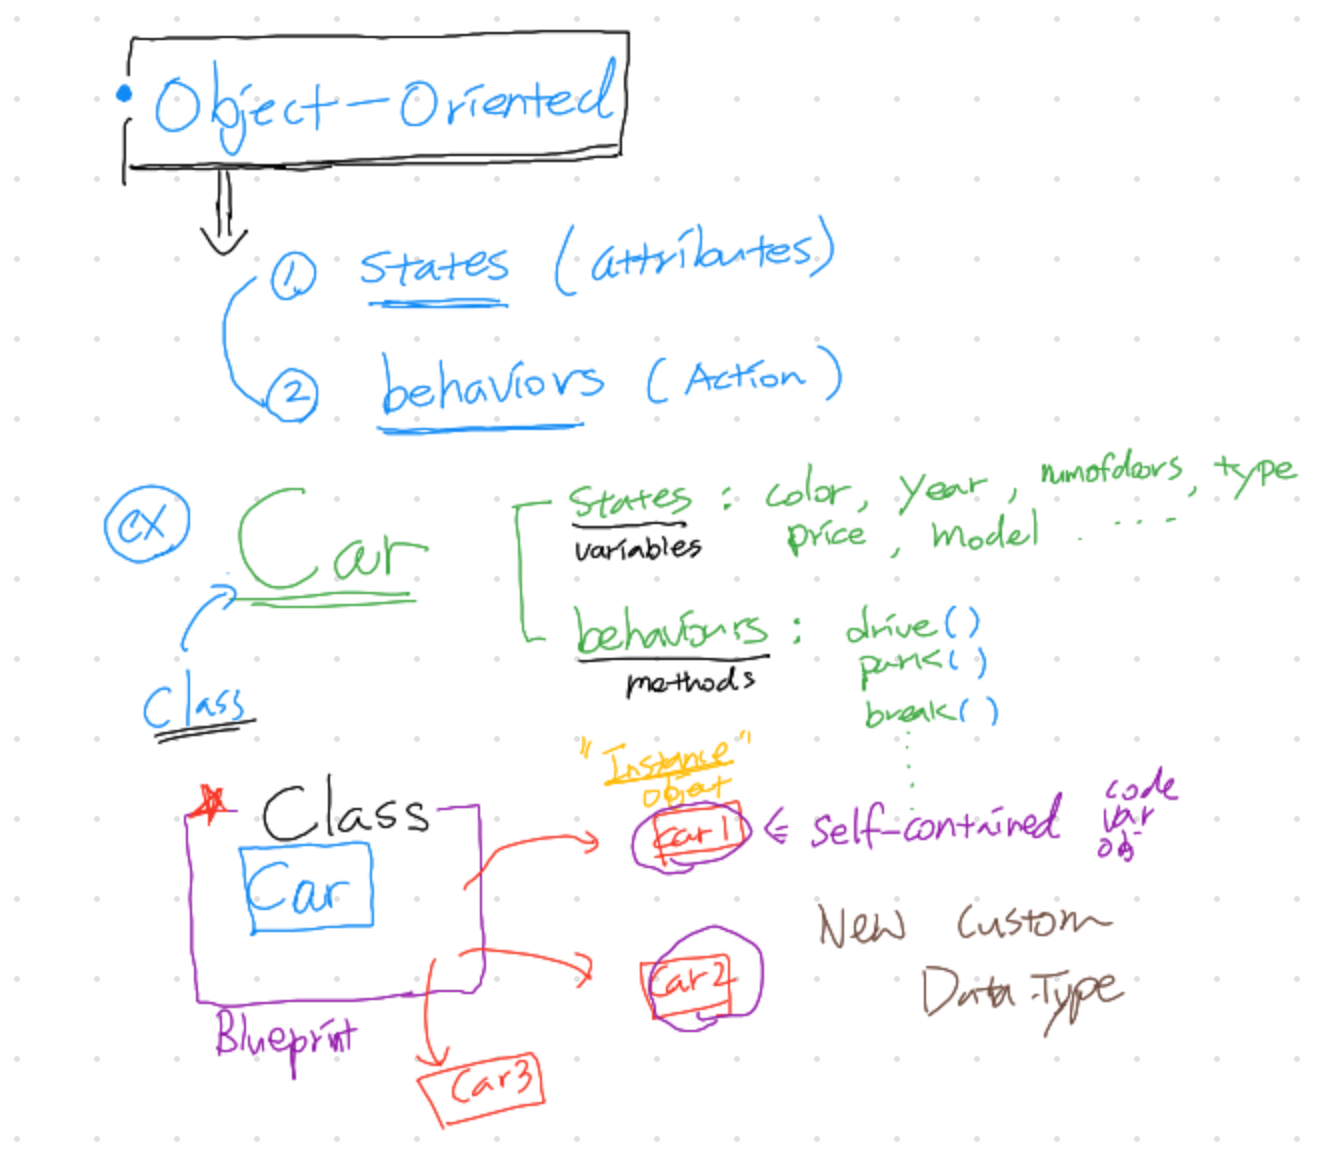 Object-Oriented
① states (attributes)
② behaviors (Action)
ex Car
states : color, year, numofdoors, type
variables price, model . ...
behaviours : drive()
methods park()
break()
Class
"Instance"
object
Class
Car
Blueprint
car1 ⇐ self-contained
code
var
obj
Car2
Car3
New Custom
Data-Type